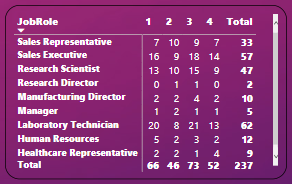 JobRole 1 2 3 4 Total
Sales Representative 7 10 9 7 33
Sales Executive 16 9 18 14 57
Research Scientist 13 10 15 9 47
Research Director 0 1 1 0 2
Manufacturing Director 2 2 4 2 10
Manager 1 2 1 1 5
Laboratory Technician 20 8 21 13 62
Human Resources 5 2 3 2 12
Healthcare Representative 2 2 1 4 9
Total 66 46 73 52 237